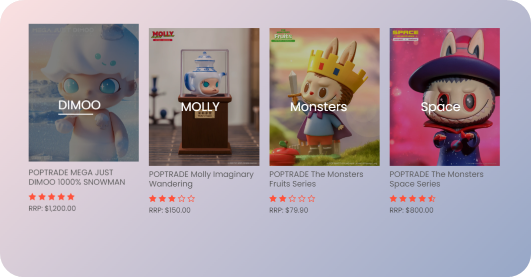 DIMOO
POPTRADE MEGA JUST
DIMOO 1000% SNOWMAN
RRP: $1,200.00
MOLLY
MOLLY
POPTRADE Molly Imaginary
Wandering
RRP: $150.00
Fruits
Monsters
POPTRADE The Monsters
Fruits Series
RRP: $79.90
SPACE
Space
POPTRADE The Monsters
Space Series
RRP: $800.00